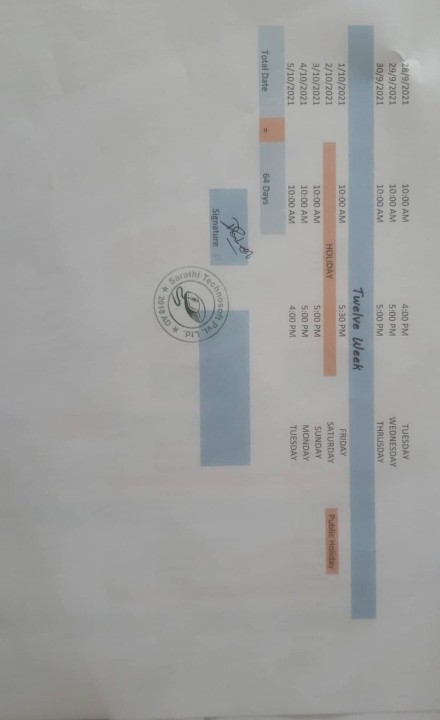 28/9/2021 10:00 AM 4:00 PM TUESDAY
29/9/2021 10:00 AM 5:00 PM WEDNESDAY
30/9/2021 10:00 AM 5:00 PM THRUSDAY
Twelve Week
1/10/2021 10:00 AM 5:30 PM FRIDAY
2/10/2021 HOLIDAY SATURDAY Public Holiday
3/10/2021 10:00 AM 5:00 PM SUNDAY
4/10/2021 10:00 AM 5:00 PM MONDAY
5/10/2021 10:00 AM 4:00 PM TUESDAY
Total Date = 64 Days
Signature
Sarathi Technosoft Pvt. Ltd.
2018 AD